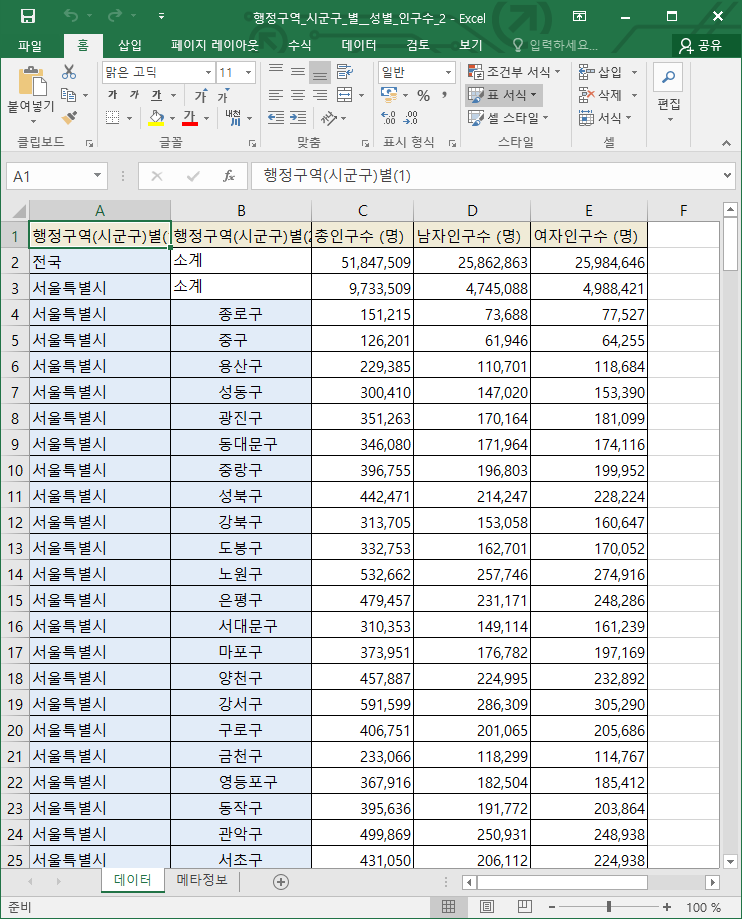 행정구역_시군구_별__성별_인구수_2 - Excel
파일 홈 삽입 페이지 레이아웃 수식 데이터 검토 보기 입력하세요... 공유
붙여넣기 맑은 고딕 11 가 가 가 가 가 가 내천 일반 % , 조건부 서식 표 서식 셀 스타일 삽입 삭제 서식 편집
클립보드 글꼴 맞춤 표시 형식 스타일 셀
A1 fx 행정구역(시군구)별(1)
A B C D E F
1 행정구역(시군구)별( 행정구역(시군구)별(2 총인구수 (명) 남자인구수 (명) 여자인구수 (명)
2 전국 소계 51,847,509 25,862,863 25,984,646
3 서울특별시 소계 9,733,509 4,745,088 4,988,421
4 서울특별시 종로구 151,215 73,688 77,527
5 서울특별시 중구 126,201 61,946 64,255
6 서울특별시 용산구 229,385 110,701 118,684
7 서울특별시 성동구 300,410 147,020 153,390
8 서울특별시 광진구 351,263 170,164 181,099
9 서울특별시 동대문구 346,080 171,964 174,116
10 서울특별시 중랑구 396,755 196,803 199,952
11 서울특별시 성북구 442,471 214,247 228,224
12 서울특별시 강북구 313,705 153,058 160,647
13 서울특별시 도봉구 332,753 162,701 170,052
14 서울특별시 노원구 532,662 257,746 274,916
15 서울특별시 은평구 479,457 231,171 248,286
16 서울특별시 서대문구 310,353 149,114 161,239
17 서울특별시 마포구 373,951 176,782 197,169
18 서울특별시 양천구 457,887 224,995 232,892
19 서울특별시 강서구 591,599 286,309 305,290
20 서울특별시 구로구 406,751 201,065 205,686
21 서울특별시 금천구 233,066 118,299 114,767
22 서울특별시 영등포구 367,916 182,504 185,412
23 서울특별시 동작구 395,636 191,772 203,864
24 서울특별시 관악구 499,869 250,931 248,938
25 서울특별시 서초구 431,050 206,112 224,938
데이터 메타정보
준비 100 %